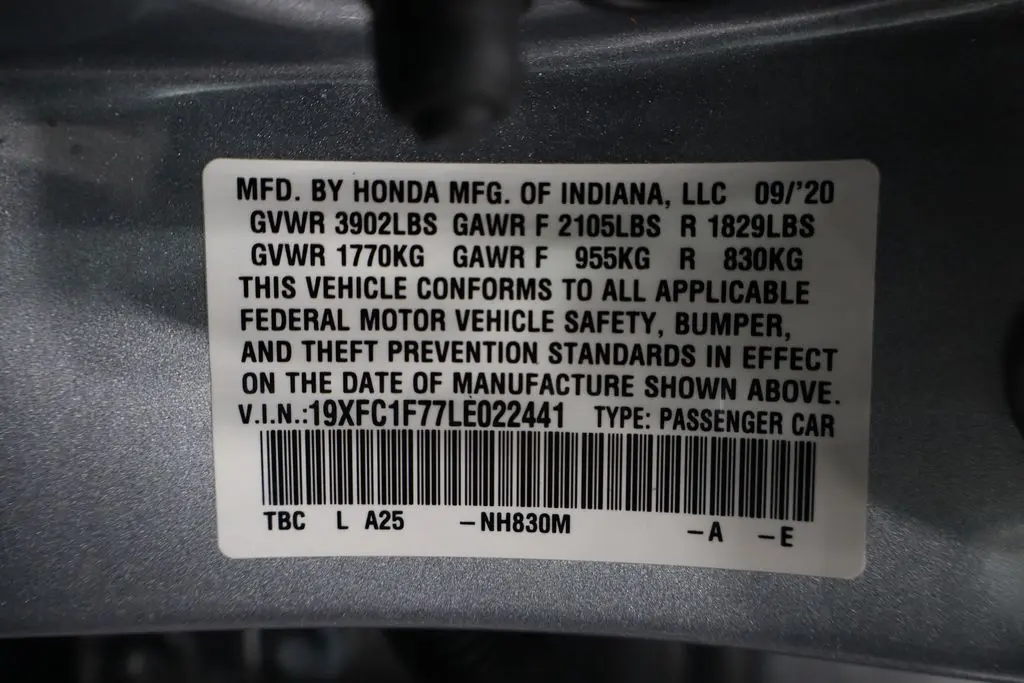 MFD. BY HONDA MFG. OF INDIANA, LLC 09/'20
GVWR 3902LBS GAWR F 2105LBS R 1829LBS
GVWR 1770KG GAWR F 955KG R 830KG
THIS VEHICLE CONFORMS TO ALL APPLICABLE
FEDERAL MOTOR VEHICLE SAFETY, BUMPER,
AND THEFT PREVENTION STANDARDS IN EFFECT
ON THE DATE OF MANUFACTURE SHOWN ABOVE.
V.I.N.:19XFC1F77LE022441 TYPE: PASSENGER CAR
TBC L A25 -NH830M -A -E